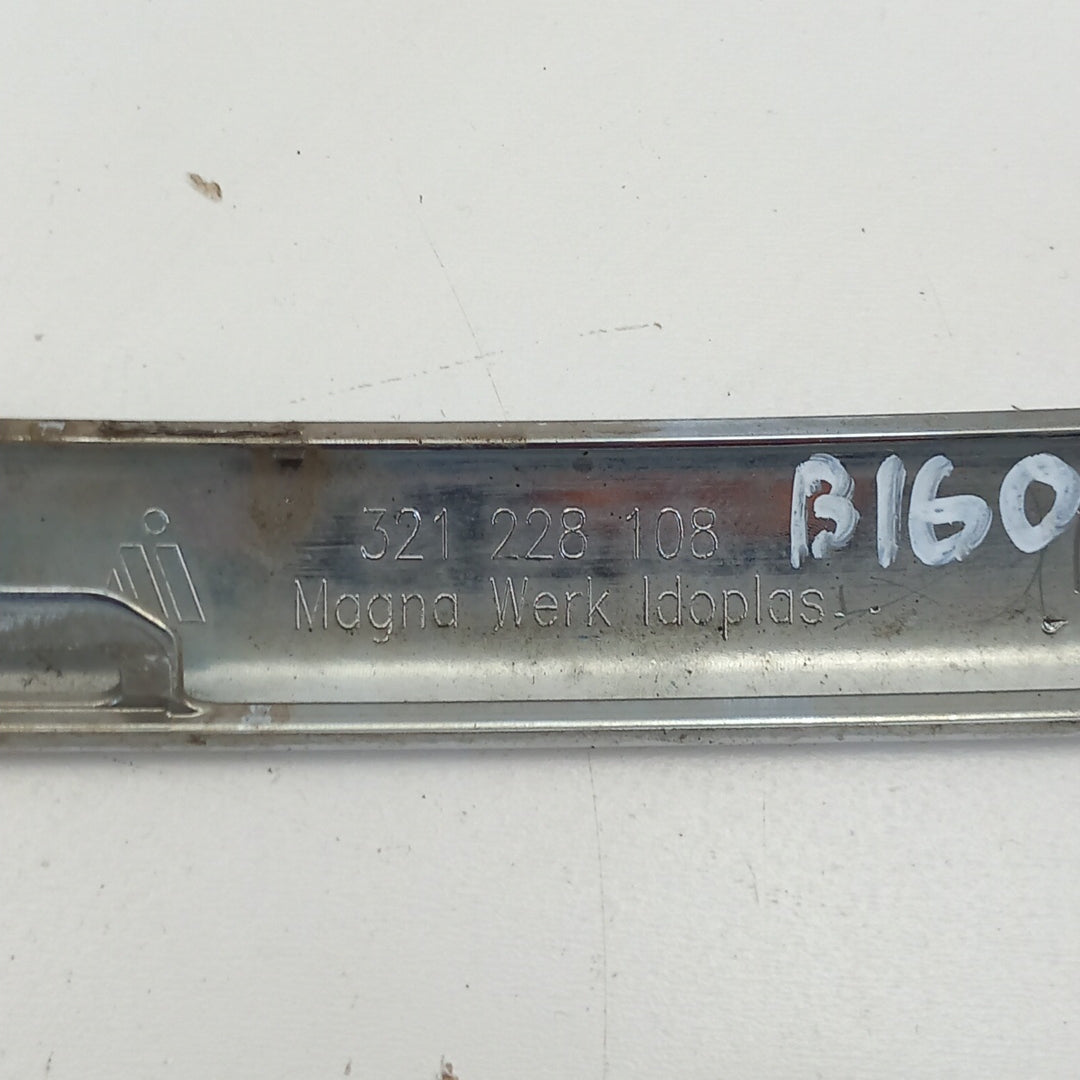 321 228 108
B160
Magna Werk Idoplas